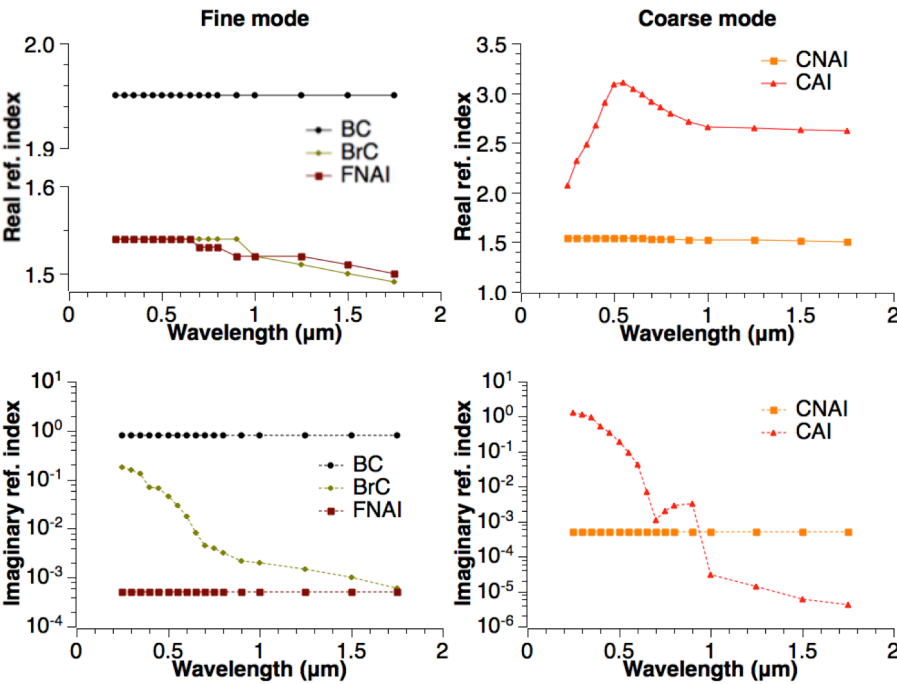 Fine mode
Coarse mode
Real ref. index
2.0
1.9
1.6
1.5
BC
BrC
FNAI
0
0.5
1
1.5
2
Wavelength (µm)
Real ref. index
3.5
3.0
2.5
2.0
1.5
1.0
CNAI
CAI
0
0.5
1
1.5
2
Wavelength (µm)
Imaginary ref. index
10¹
10⁰
10⁻¹
10⁻²
10⁻³
10⁻⁴
BC
BrC
FNAI
0
0.5
1
1.5
2
Wavelength (µm)
Imaginary ref. index
10¹
10⁰
10⁻¹
10⁻²
10⁻³
10⁻⁴
10⁻⁵
10⁻⁶
CNAI
CAI
0
0.5
1
1.5
2
Wavelength (µm)